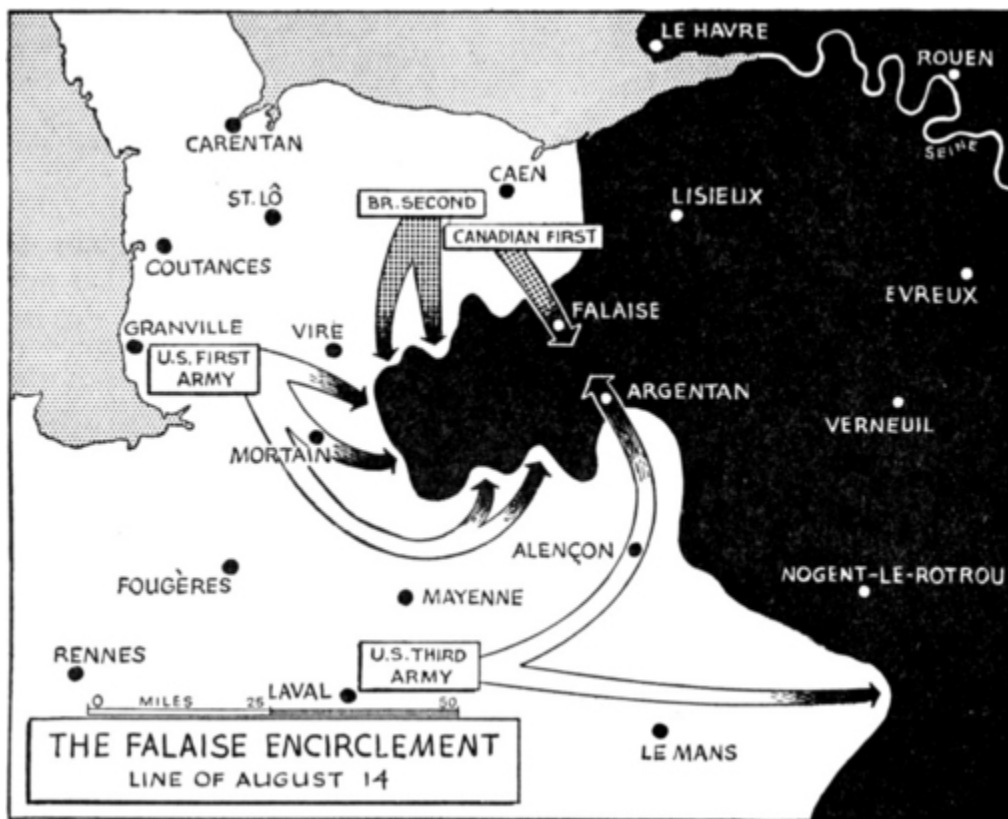 LE HAVRE
ROUEN
SEINE
CARENTAN
CAEN
ST. LÔ
BR. SECOND
LISIEUX
CANADIAN FIRST
COUTANCES
EVREUX
FALAISE
GRANVILLE
VIRE
U.S. FIRST
ARMY
ARGENTAN
VERNEUIL
MORTAIN
ALENÇON
FOUGÈRES
NOGENT-LE-ROTROU
MAYENNE
RENNES
U.S. THIRD
ARMY
LAVAL
0 MILES 25 50
LE MANS
THE FALAISE ENCIRCLEMENT
LINE OF AUGUST 14